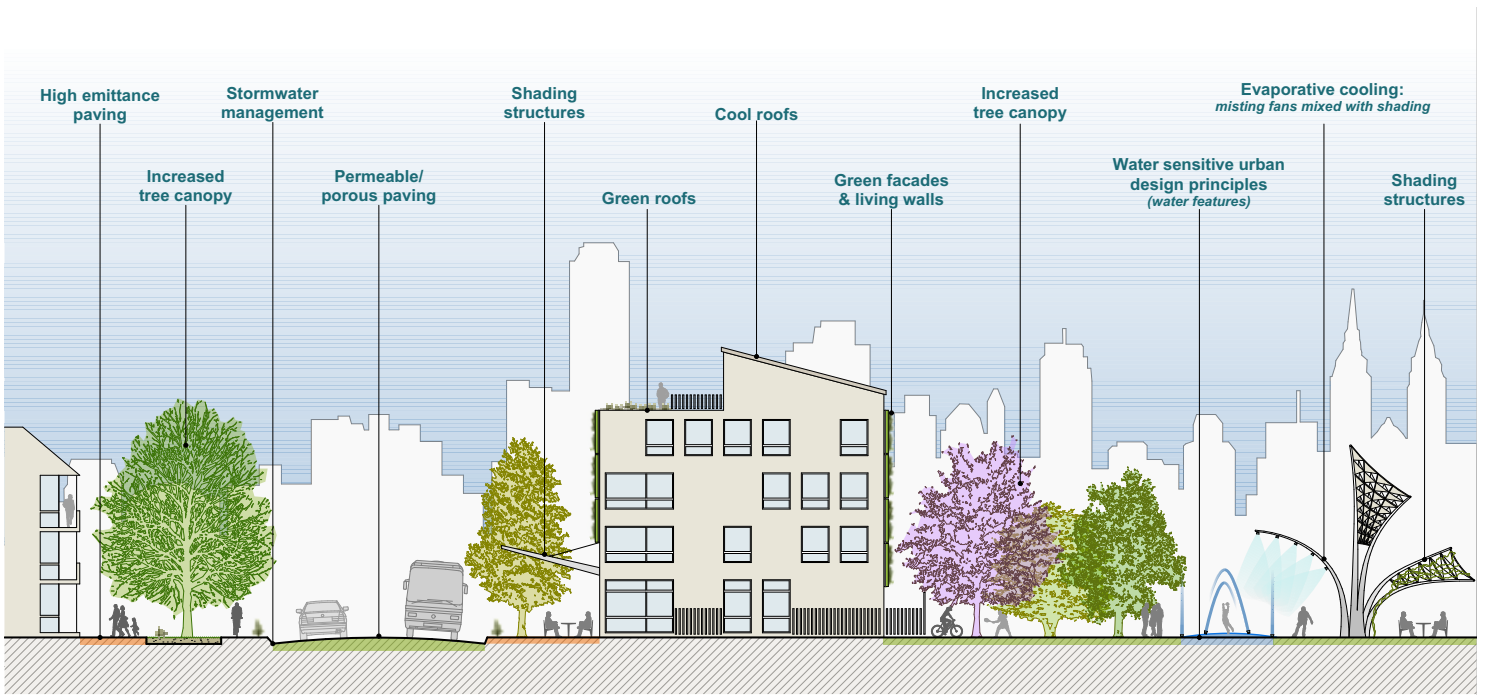 High emittance
paving
Increased
tree canopy
Stormwater
management
Permeable/
porous paving
Shading
structures
Green roofs
Cool roofs
Green facades
& living walls
Increased
tree canopy
Water sensitive urban
design principles
(water features)
Evaporative cooling:
misting fans mixed with shading
Shading
structures